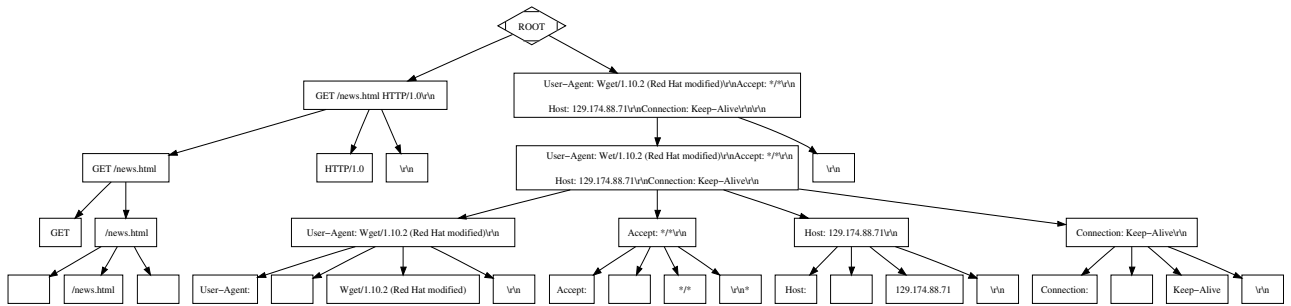 ROOT
GET /news.html HTTP/1.0\r\n
User−Agent: Wget/1.10.2 (Red Hat modified)\r\nAccept: */*\r\n
Host: 129.174.88.71\r\nConnection: Keep−Alive\r\n\r\n
GET /news.html
HTTP/1.0
\r\n
User−Agent: Wet/1.10.2 (Red Hat modified)\r\nAccept: */*\r\n
Host: 129.174.88.71\r\nConnection: Keep−Alive\r\n
\r\n
GET
/news.html
User−Agent: Wget/1.10.2 (Red Hat modified)\r\n
Accept: */*\r\n
Host: 129.174.88.71\r\n
Connection: Keep−Alive\r\n
/news.html
User−Agent:
Wget/1.10.2 (Red Hat modified)
\r\n
Accept:
*/*
\r\n*
Host:
129.174.88.71
\r\n
Connection:
Keep−Alive
\r\n